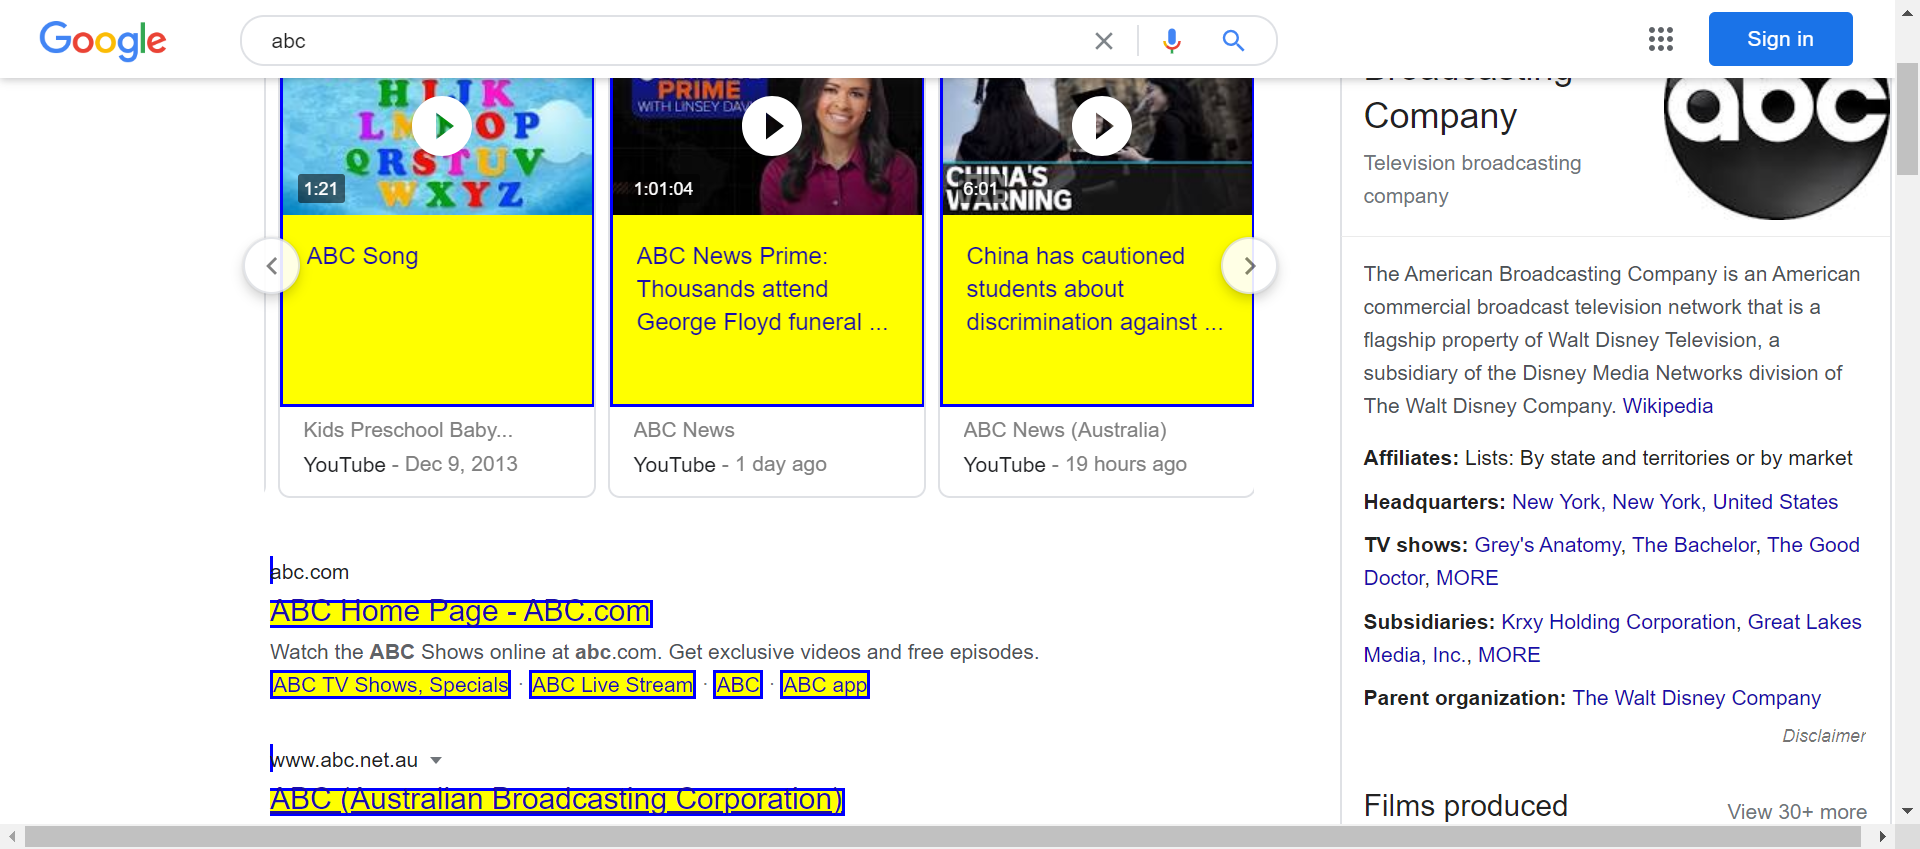 Google
abc
Sign in
H I J K
L M N O P
Q R S T U V
W X Y Z
1:21
PRIME
WITH LINSEY DAV
1:01:04
CHINA'S
WARNING
6:01
ABC Song
ABC News Prime:
Thousands attend
George Floyd funeral ...
China has cautioned
students about
discrimination against ...
Kids Preschool Baby...
YouTube - Dec 9, 2013
ABC News
YouTube - 1 day ago
ABC News (Australia)
YouTube - 19 hours ago
abc.com
ABC Home Page - ABC.com
Watch the ABC Shows online at abc.com. Get exclusive videos and free episodes.
ABC TV Shows, Specials · ABC Live Stream · ABC · ABC app
www.abc.net.au
ABC (Australian Broadcasting Corporation)
Broadcasting
Company
abc
Television broadcasting
company
The American Broadcasting Company is an American
commercial broadcast television network that is a
flagship property of Walt Disney Television, a
subsidiary of the Disney Media Networks division of
The Walt Disney Company. Wikipedia
Affiliates: Lists: By state and territories or by market
Headquarters: New York, New York, United States
TV shows: Grey's Anatomy, The Bachelor, The Good
Doctor, MORE
Subsidiaries: Krxy Holding Corporation, Great Lakes
Media, Inc., MORE
Parent organization: The Walt Disney Company
Disclaimer
Films produced
View 30+ more